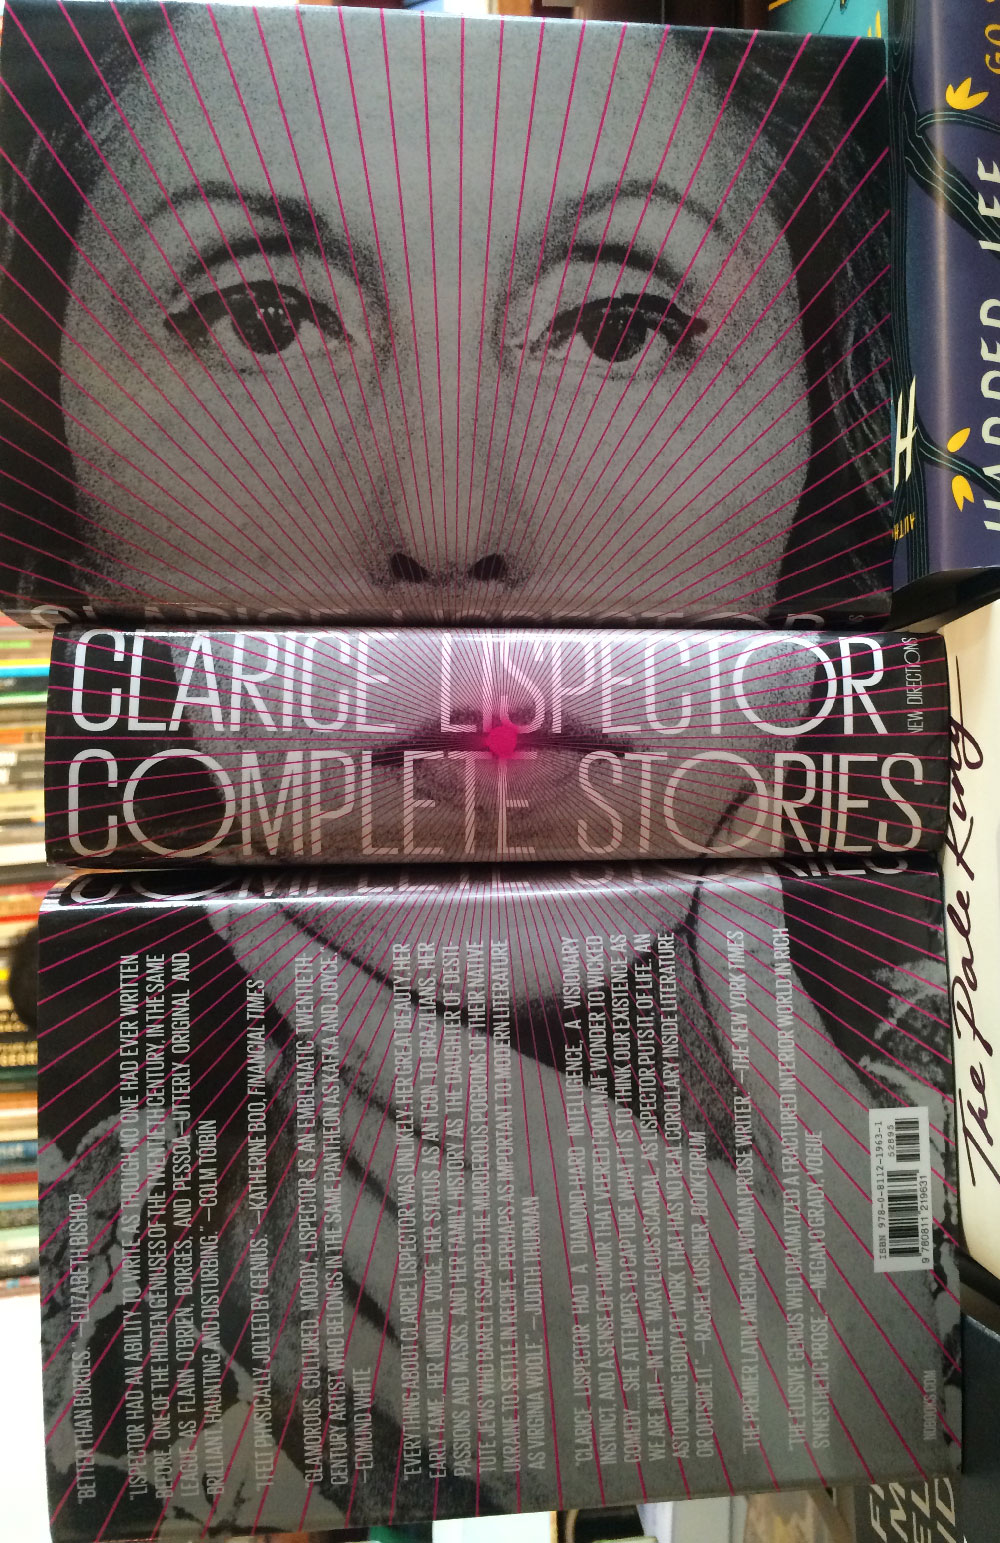 CLARICE LISPECTOR
COMPLETE STORIES
NEW DIRECTIONS
"BETTER THAN BORGES." —ELIZABETH BISHOP
"LISPECTOR HAD AN ABILITY TO WRITE AS THOUGH NO ONE HAD EVER WRITTEN
BEFORE. ONE OF THE HIDDEN GENIUSES OF THE TWENTIETH CENTURY, IN THE SAME
LEAGUE AS FLANN O'BRIEN, BORGES, AND PESSOA—UTTERLY ORIGINAL AND
BRILLIANT, HAUNTING AND DISTURBING." —COLM TÓIBÍN
"I FELT PHYSICALLY JOLTED BY GENIUS." —KATHERINE BOO, FINANCIAL TIMES
"GLAMOROUS, CULTURED, MOODY, LISPECTOR IS AN EMBLEMATIC TWENTIETH-
CENTURY ARTIST WHO BELONGS IN THE SAME PANTHEON AS KAFKA AND JOYCE."
—EDMUND WHITE
"EVERYTHING ABOUT CLARICE LISPECTOR WAS UNLIKELY: HER GREAT BEAUTY, HER
EARLY FAME, HER UNIQUE VOICE, HER STATUS AS AN ICON TO BRAZILIANS, HER
PASSIONS AND MASKS, AND HER FAMILY HISTORY AS THE DAUGHTER OF DESTI-
TUTE JEWS WHO BARELY ESCAPED THE MURDEROUS POGROMS OF THEIR NATIVE
UKRAINE TO SETTLE IN RECIFE. PERHAPS AS IMPORTANT TO MODERN LITERATURE
AS VIRGINIA WOOLF." —JUDITH THURMAN
"CLARICE LISPECTOR HAD A DIAMOND-HARD INTELLIGENCE, A VISIONARY
INSTINCT, AND A SENSE OF HUMOR THAT VEERED FROM NAÏF WONDER TO WICKED
COMEDY... SHE ATTEMPTS TO CAPTURE WHAT IT IS TO THINK OUR EXISTENCE AS
WE ARE IN IT—IN THE MARVELOUS SCANDAL, AS LISPECTOR PUTS IT, OF LIFE. AN
ASTOUNDING BODY OF WORK THAT HAS NO REAL COROLLARY INSIDE LITERATURE
OR OUTSIDE IT." —RACHEL KUSHNER, BOOKFORUM
"THE PREMIER LATIN AMERICAN WOMAN PROSE WRITER." —THE NEW YORK TIMES
"THE ELUSIVE GENIUS WHO DRAMATIZED A FRACTURED INTERIOR WORLD IN RICH
SYNESTHETIC PROSE." —MEGAN O'GRADY, VOGUE
ISBN 978-0-8112-1963-1
52895
9 780811 219631
NDBOOKS.COM
HARPER LEE
GO
The Pale King